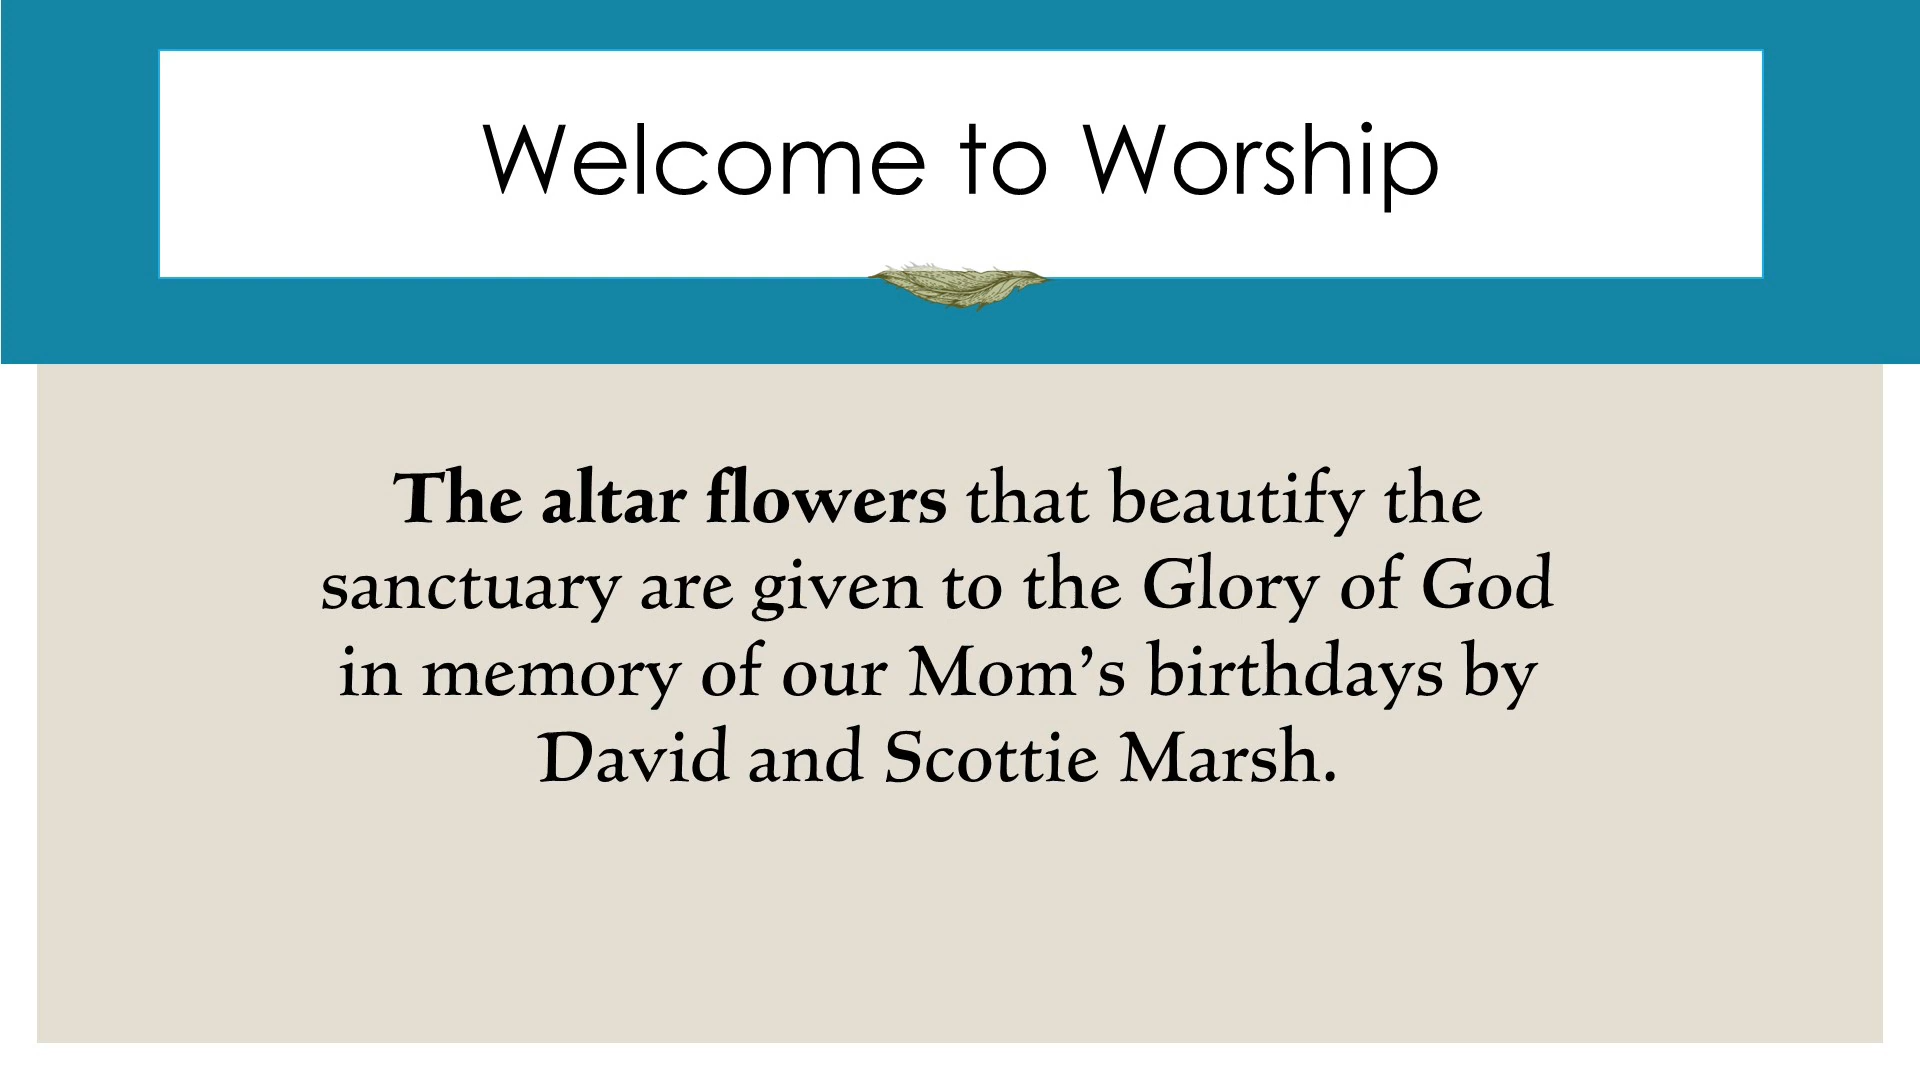 Welcome to Worship
The altar flowers that beautify the
sanctuary are given to the Glory of God
in memory of our Mom’s birthdays by
David and Scottie Marsh.